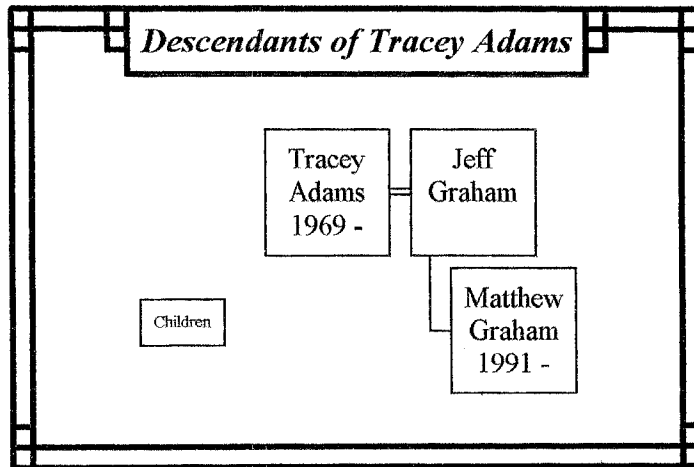 Descendants of Tracey Adams
Tracey
Adams
1969 -
Jeff
Graham
Children
Matthew
Graham
1991 -